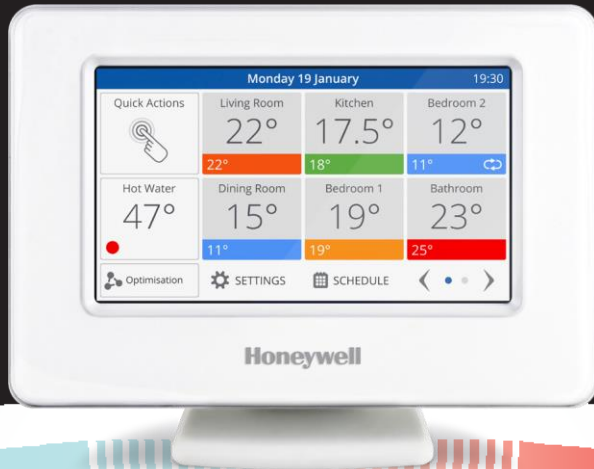 Monday 19 January 19:30
Quick Actions Living Room Kitchen Bedroom 2
22° 17.5° 12°
22° 18° 11°
Hot Water Dining Room Bedroom 1 Bathroom
47° 15° 19° 23°
11° 19° 25°
Optimisation SETTINGS SCHEDULE
Honeywell